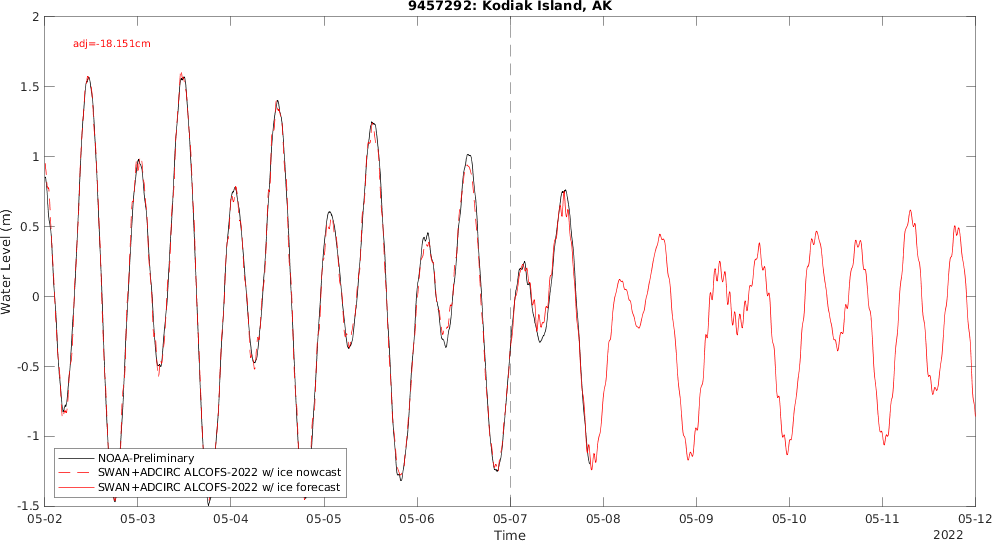 9457292: Kodiak Island, AK
adj=-18.151cm
Water Level (m)
2
1.5
1
0.5
0
-0.5
-1
-1.5
NOAA-Preliminary
SWAN+ADCIRC ALCOFS-2022 w/ ice nowcast
SWAN+ADCIRC ALCOFS-2022 w/ ice forecast
05-02 05-03 05-04 05-05 05-06 05-07 05-08 05-09 05-10 05-11 05-12
Time
2022